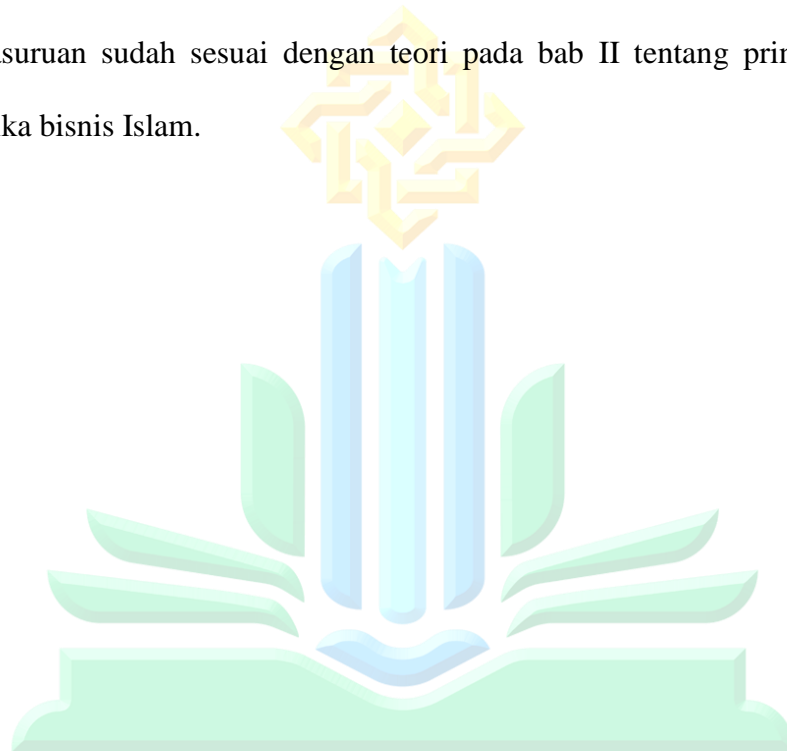 asuruan sudah sesuai dengan teori pada bab II tentang prin
ka bisnis Islam.